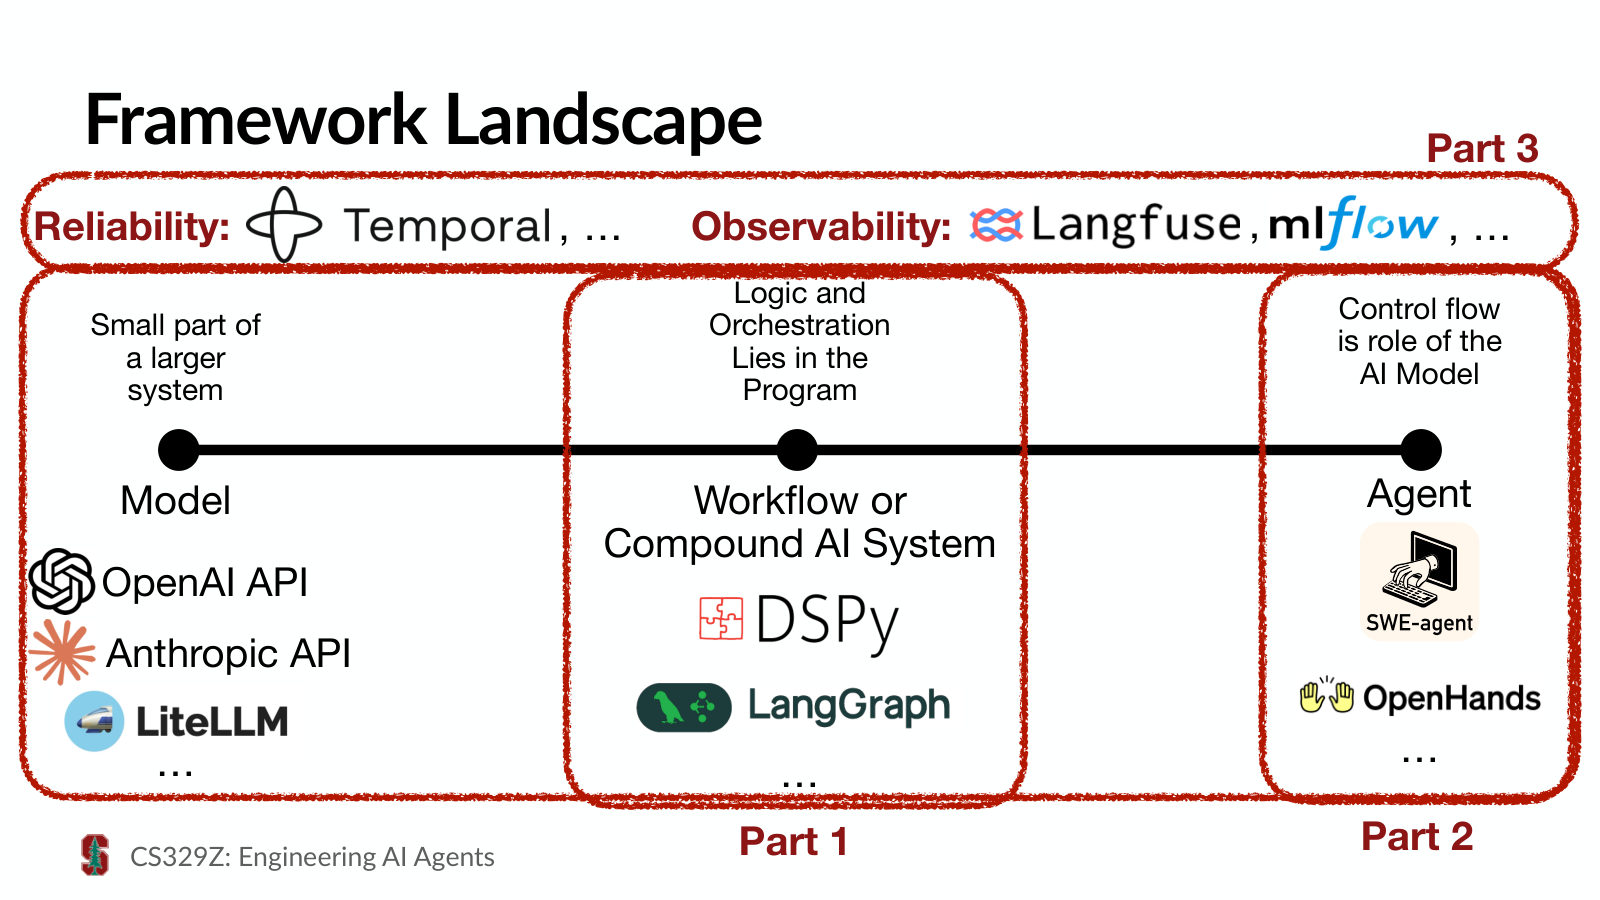 Framework Landscape
Part 3
Reliability: Temporal, ... Observability: Langfuse, mlflow, ...
Small part of
a larger
system
Model
OpenAI API
Anthropic API
LiteLLM
...
Logic and
Orchestration
Lies in the
Program
Workflow or
Compound AI System
DSPy
LangGraph
...
Control flow
is role of the
AI Model
Agent
SWE-agent
OpenHands
...
Part 1
Part 2
CS329Z: Engineering AI Agents